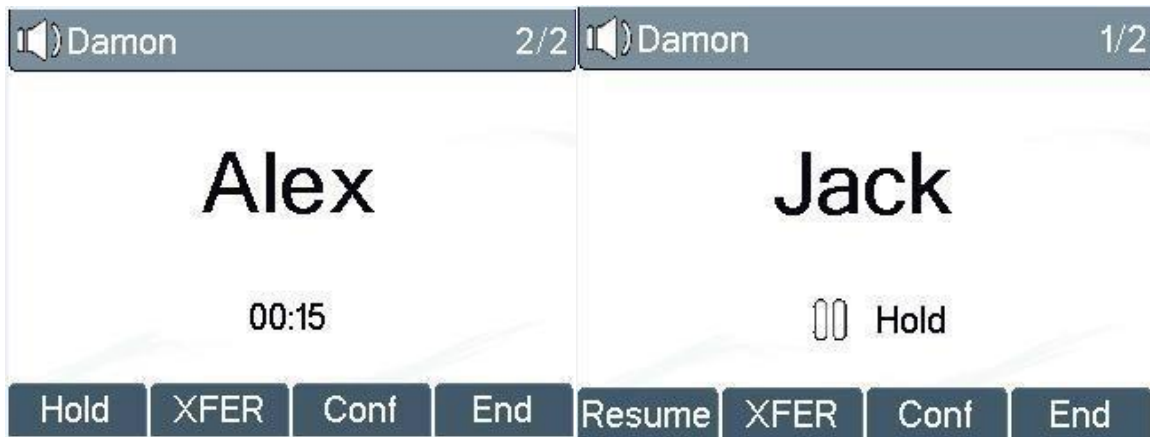 Damon 2/2
Alex
00:15
Hold XFER Conf End
Damon 1/2
Jack
Hold
Resume XFER Conf End